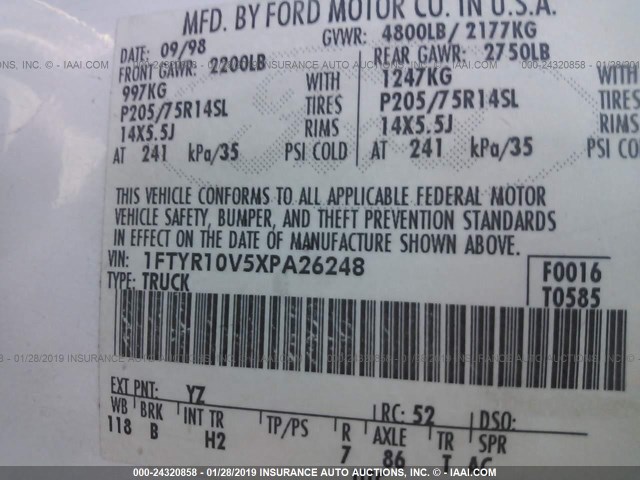 MFD. BY FORD MOTOR CO. IN U.S.A.
DATE: 09/98 GVWR: 4800LB/ 2177KG
FRONT GAWR: 2200LB REAR GAWR: 2750LB
997KG WITH 1247KG WITH
P205/75R14SL TIRES P205/75R14SL TIRES
14X5.5J RIMS 14X5.5J RIMS
AT 241 kPa/35 PSI COLD AT 241 kPa/35 PSI COL
THIS VEHICLE CONFORMS TO ALL APPLICABLE FEDERAL MOTOR
VEHICLE SAFETY, BUMPER, AND THEFT PREVENTION STANDARDS
IN EFFECT ON THE DATE OF MANUFACTURE SHOWN ABOVE.
VIN: 1FTYR10V5XPA26248 F0016
TYPE: TRUCK T0585
EXT PNT: YZ RC: 52 DSO:
WB BRK INT TR TP/PS R AXLE TR SPR
118 B H2 7 86 T AC
000-24320858 - 01/28/2019 INSURANCE AUTO AUCTIONS - IAAI.COM